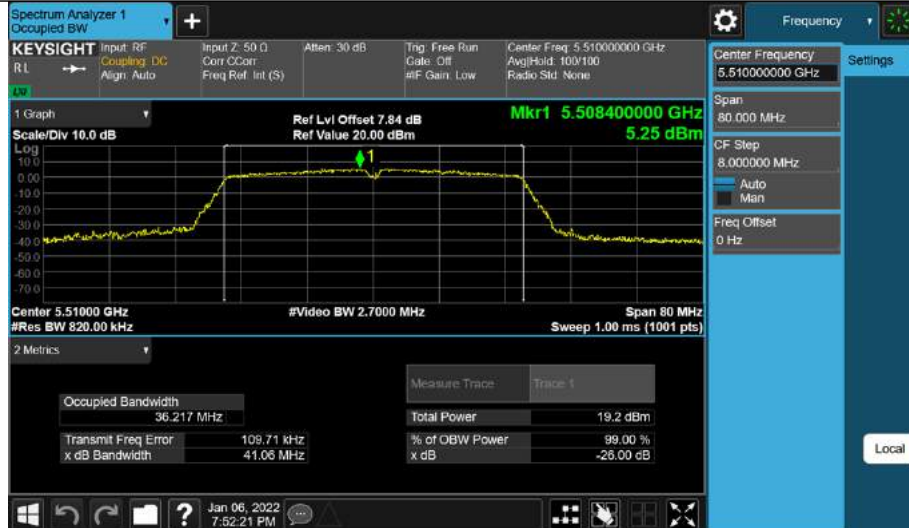 Spectrum Analyzer 1
Occupied BW
Frequency
KEYSIGHT
RL
Input: RF
Coupling: DC
Align: Auto
Input Z: 50 Ω
Corr CCorr
Freq Ref: Int (S)
Atten: 30 dB
Trig: Free Run
Gate: Off
#IF Gain: Low
Center Freq: 5.510000000 GHz
Avg|Hold: 100/100
Radio Std: None
Center Frequency
5.510000000 GHz
Settings
Span
80.000 MHz
CF Step
8.000000 MHz
Auto
Man
Freq Offset
0 Hz
Local
1 Graph
Scale/Div 10.0 dB
Ref Lvl Offset 7.84 dB
Ref Value 20.00 dBm
Mkr1 5.508400000 GHz
5.25 dBm
Log
10.0
0.00
-10.0
-20.0
-30.0
-40.0
-50.0
-60.0
-70.0
1
Center 5.51000 GHz
#Res BW 820.00 kHz
#Video BW 2.7000 MHz
Span 80 MHz
Sweep 1.00 ms (1001 pts)
2 Metrics
Measure Trace
Trace 1
Occupied Bandwidth
36.217 MHz
Total Power
19.2 dBm
Transmit Freq Error
109.71 kHz
% of OBW Power
99.00 %
x dB Bandwidth
41.06 MHz
x dB
-26.00 dB
?
Jan 06, 2022
7:52:21 PM